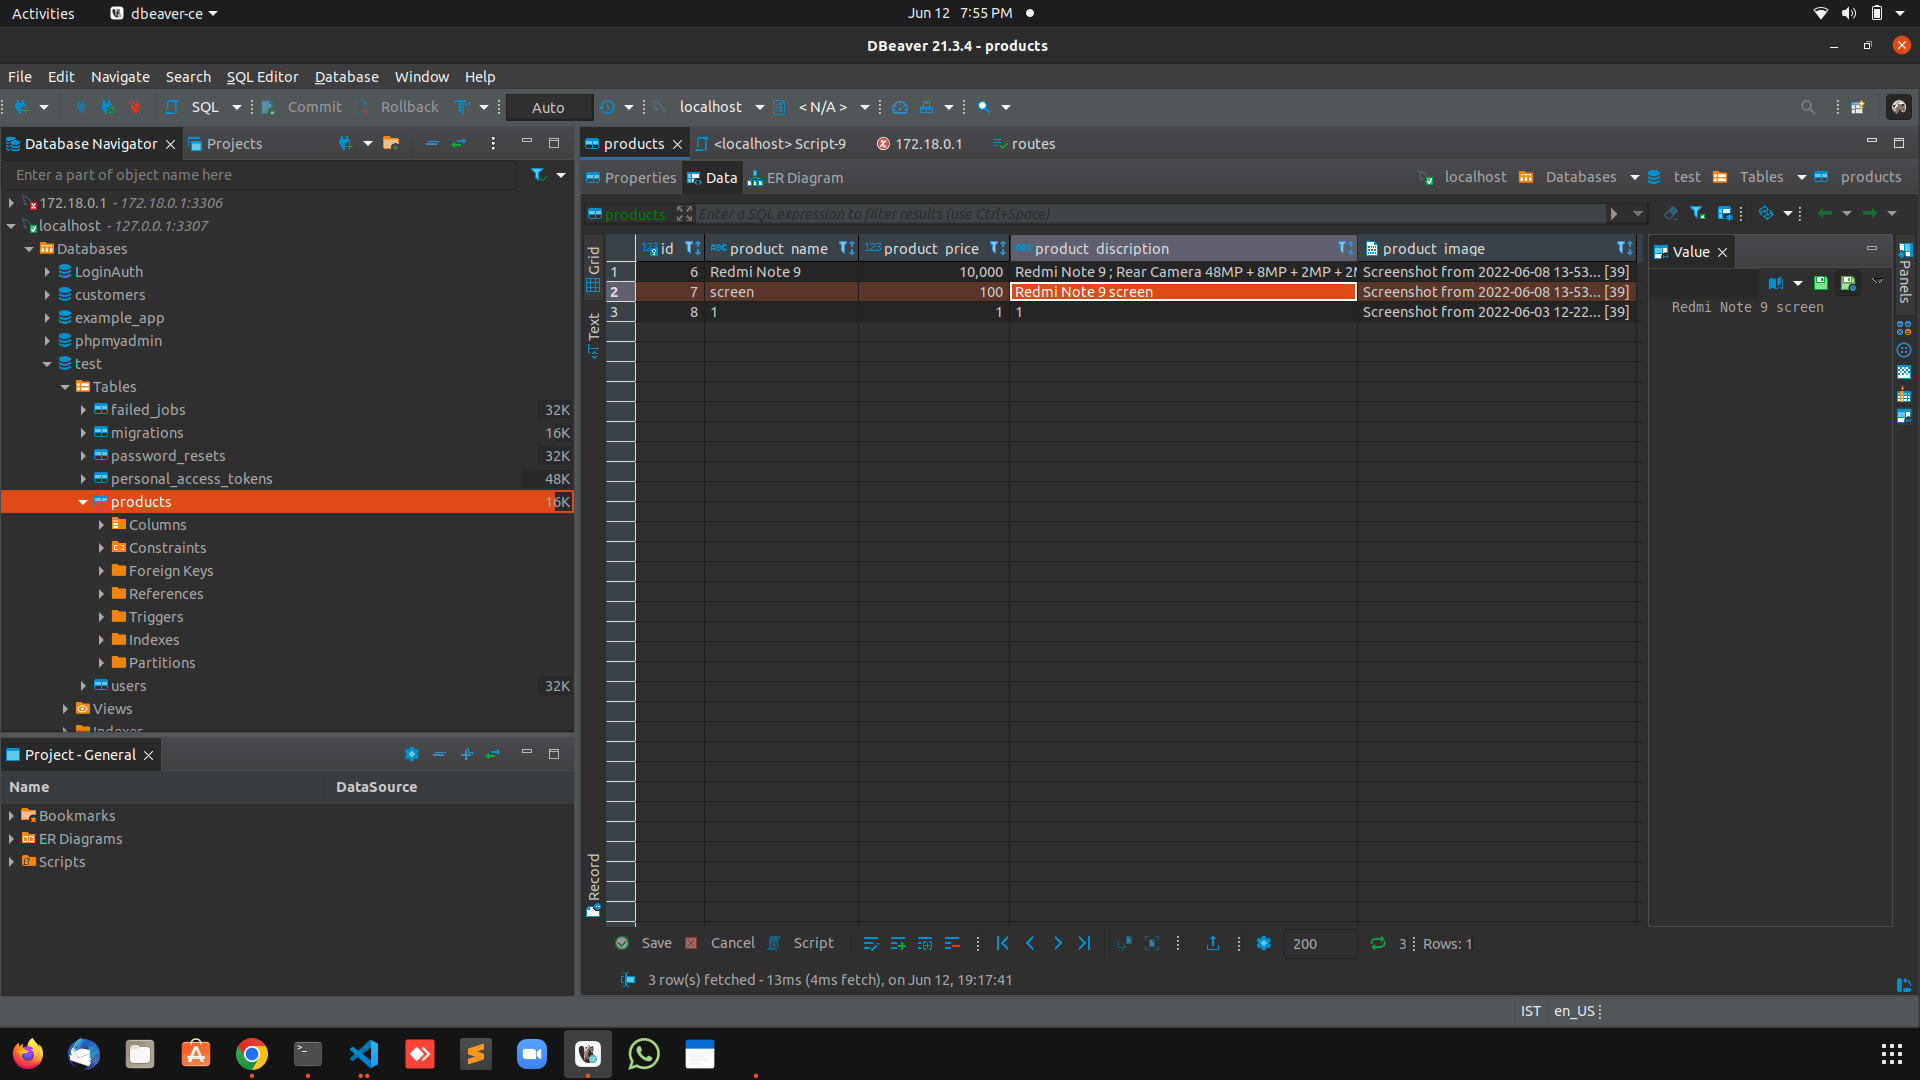 Activities dbeaver-ce Jun 12 7:55 PM
DBeaver 21.3.4 - products
File Edit Navigate Search SQL Editor Database Window Help
SQL Commit Rollback Auto localhost < N/A >
Database Navigator Projects
products <localhost> Script-9 172.18.0.1 routes
Enter a part of object name here
Properties Data ER Diagram localhost Databases test Tables products
172.18.0.1 - 172.18.0.1:3306
localhost - 127.0.0.1:3307
Databases
LoginAuth
customers
example_app
phpmyadmin
test
Tables
failed_jobs 32K
migrations 16K
password_resets 32K
personal_access_tokens 48K
products 16K
Columns
Constraints
Foreign Keys
References
Triggers
Indexes
Partitions
users 32K
Views
Indexes
products Enter a SQL expression to filter results (use Ctrl+Space)
Grid
Text
Record
123 id ABC product_name 123 product_price ABC product_discription product_image
1 6 Redmi Note 9 10,000 Redmi Note 9 ; Rear Camera 48MP + 8MP + 2MP + 2M Screenshot from 2022-06-08 13-53... [39]
2 7 screen 100 Redmi Note 9 screen Screenshot from 2022-06-08 13-53... [39]
3 8 1 1 1 Screenshot from 2022-06-03 12-22... [39]
Value
Redmi Note 9 screen
Panels
Project - General
Name DataSource
Bookmarks
ER Diagrams
Scripts
Save Cancel Script 200 3 Rows: 1
3 row(s) fetched - 13ms (4ms fetch), on Jun 12, 19:17:41
IST en_US